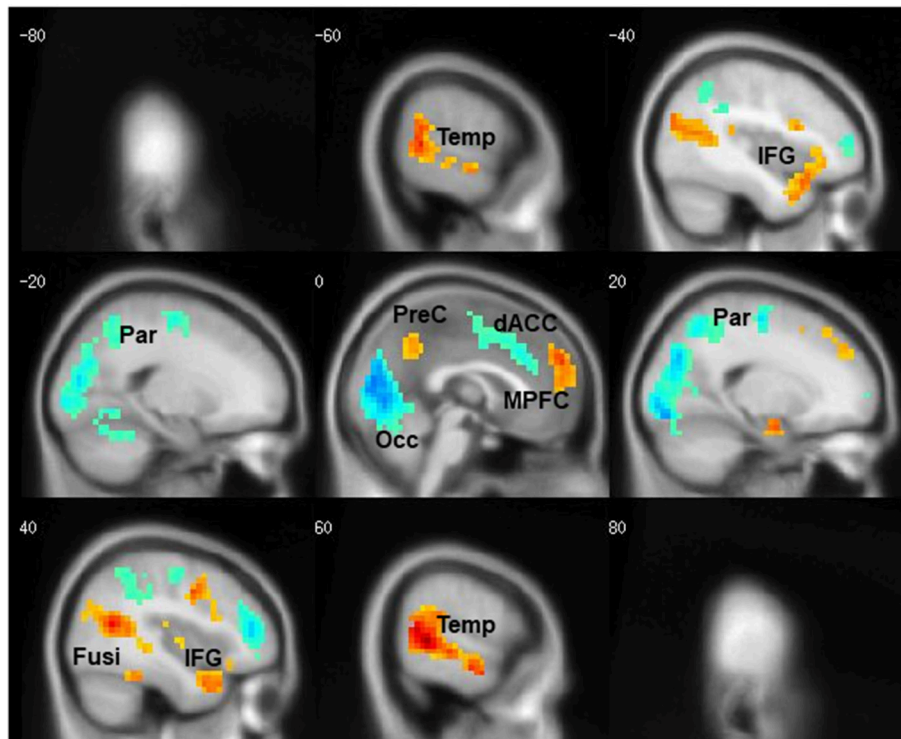 -80
-60
Temp
-40
IFG
-20
Par
0
PreC
dACC
MPFC
Occ
20
Par
40
Fusi
IFG
60
Temp
80